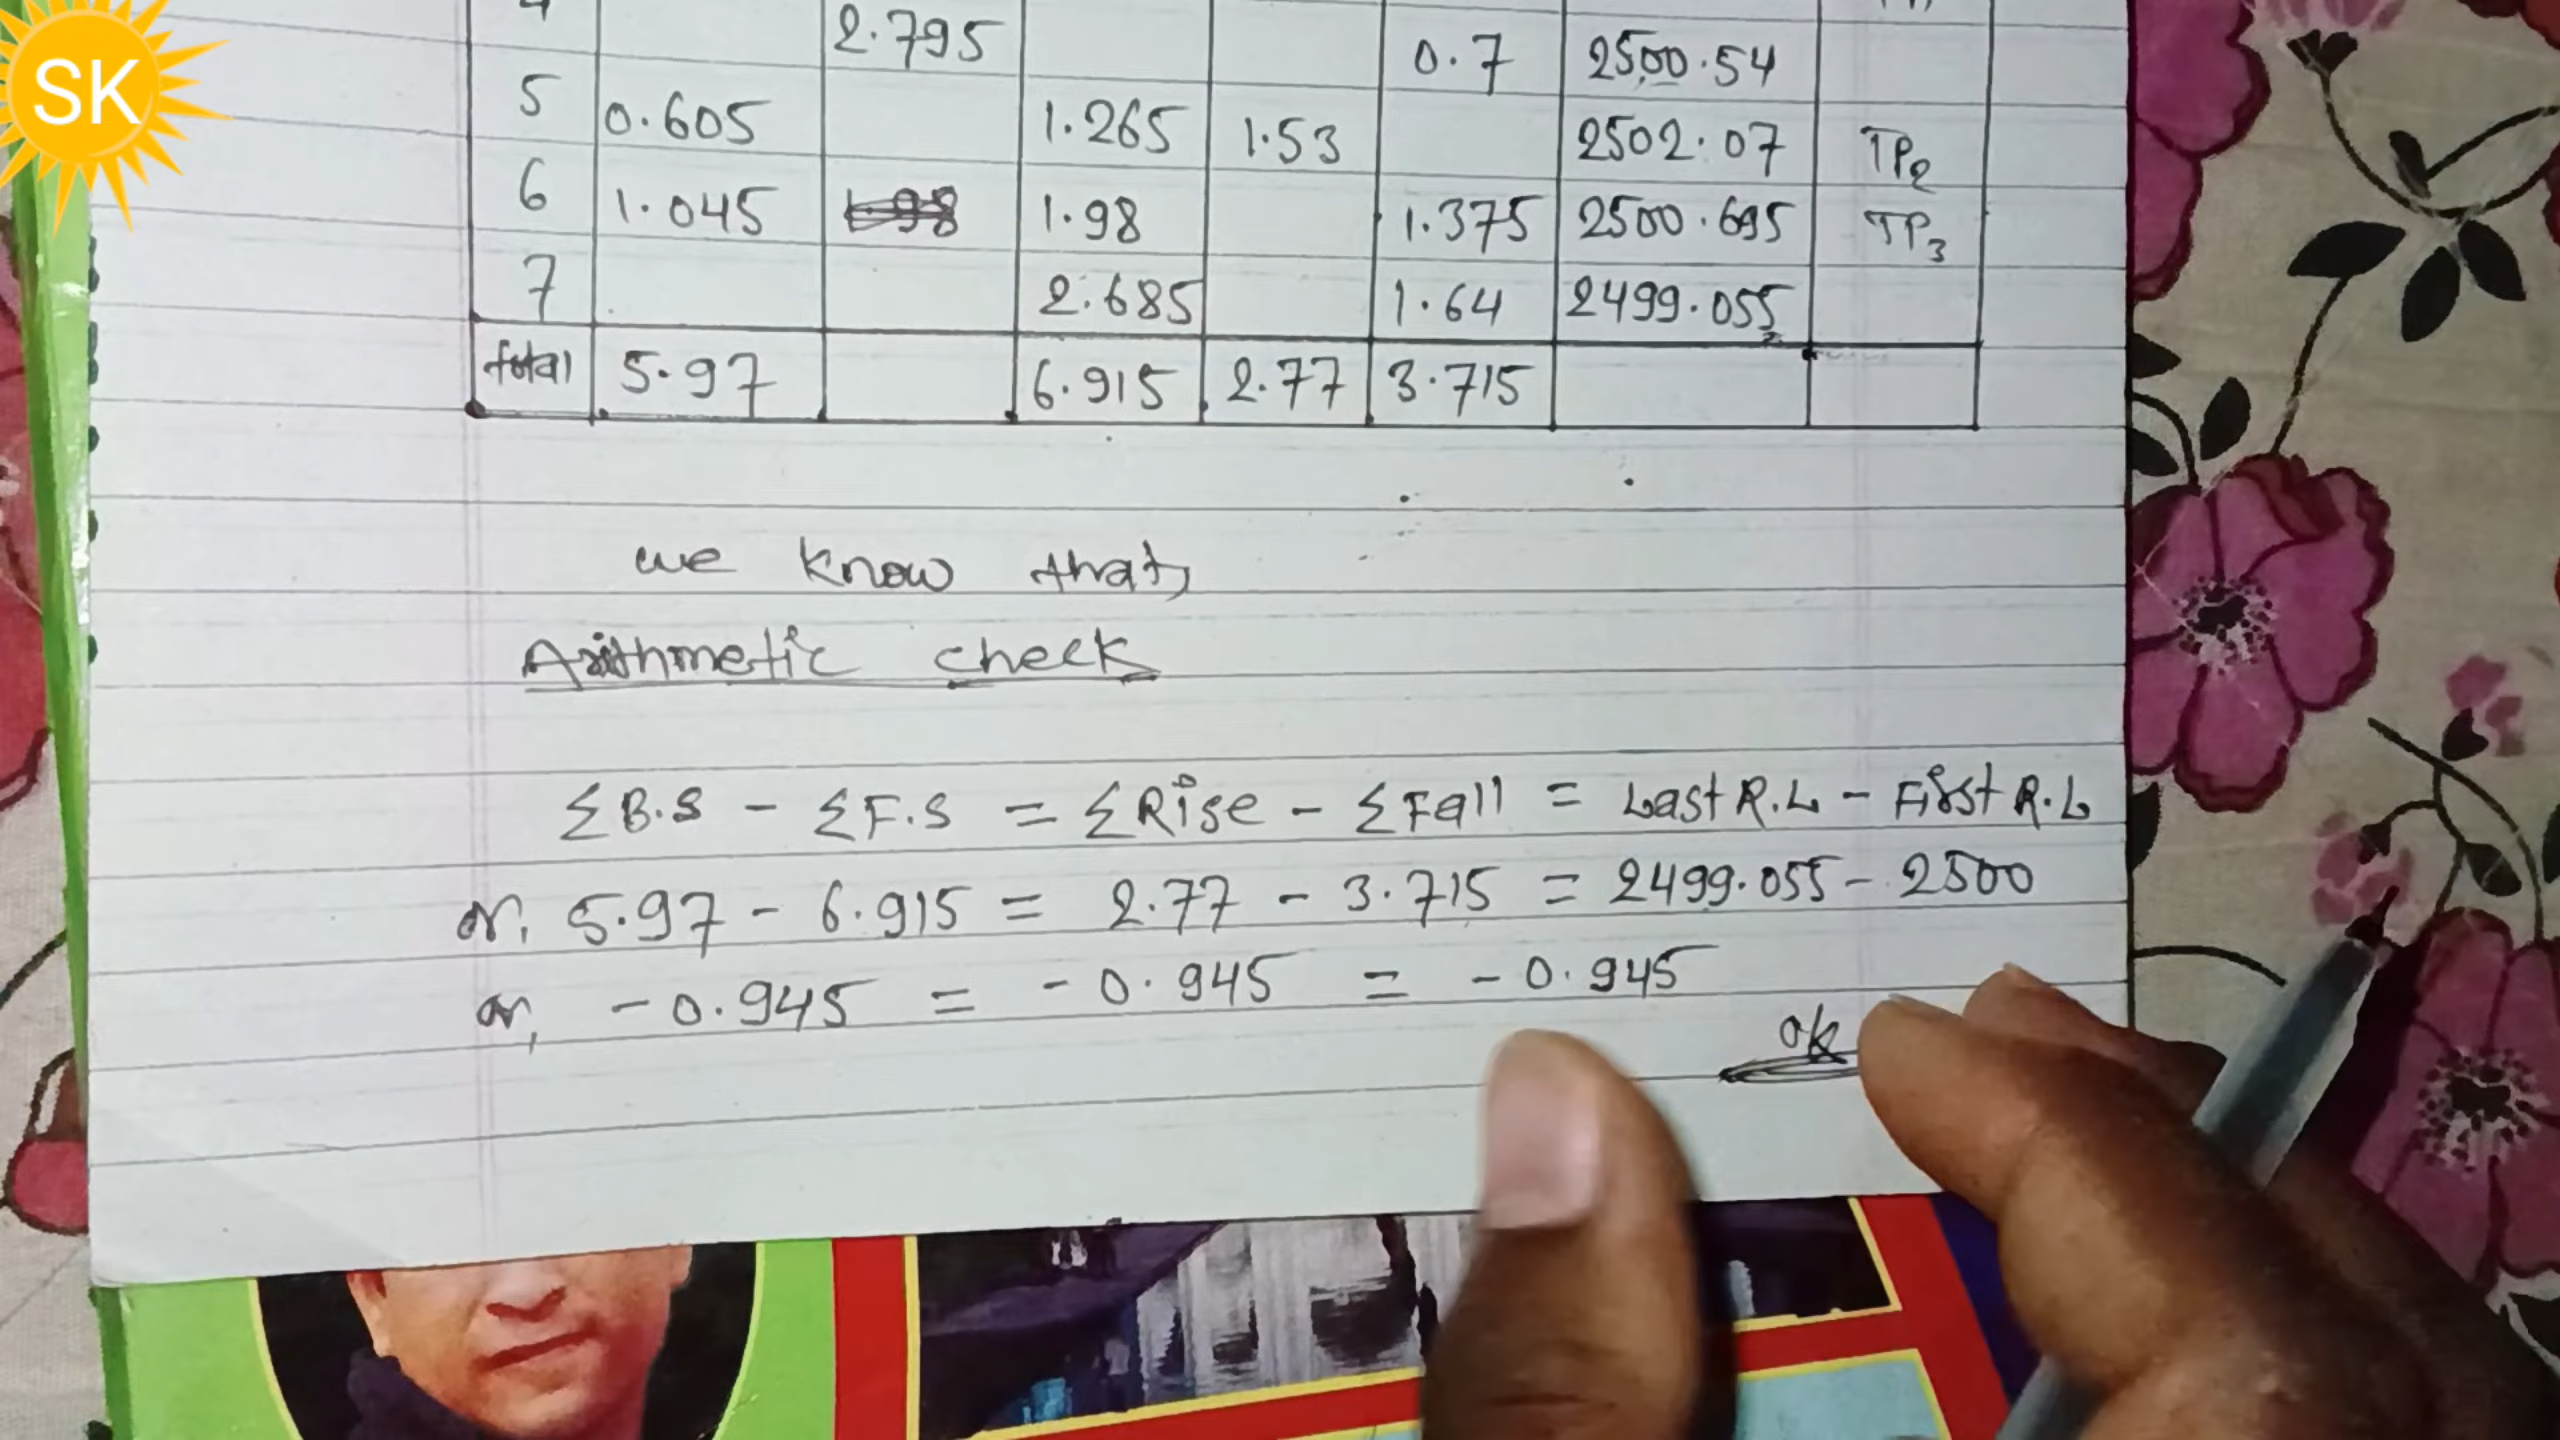 SK
2.795 0.7 2500.54
5 0.605 1.265 1.53 2502.07 TP2
6 1.045 1.98 1.375 2500.695 TP3
7 2.685 1.64 2499.055
total 5.97 6.915 2.77 3.715
we know that,
Arithmetic check
ΣB.S - ΣF.S = ΣRise - ΣFall = Last R.L - First R.L
or, 5.97 - 6.915 = 2.77 - 3.715 = 2499.055 - 2500
or, -0.945 = -0.945 = -0.945
ok